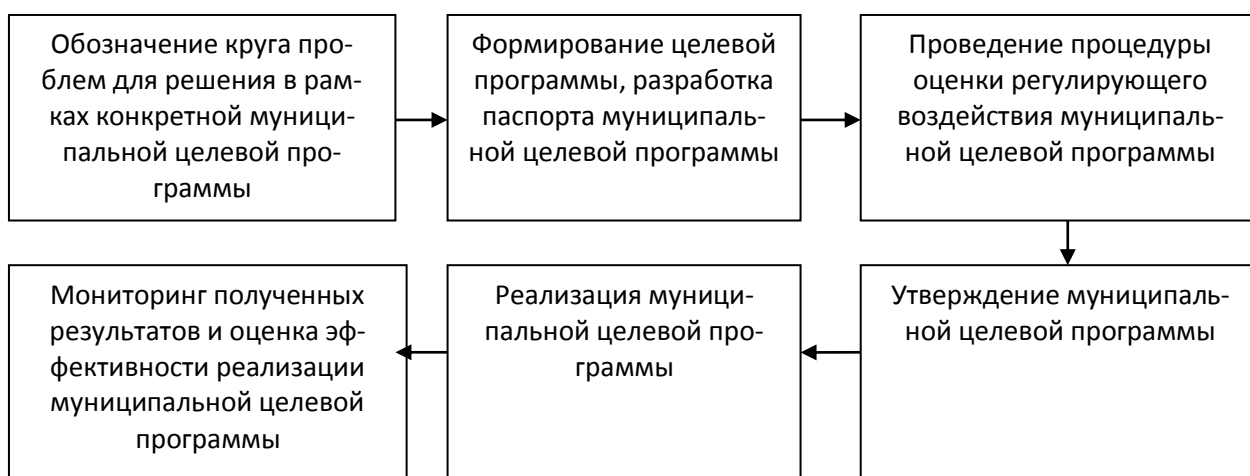 Обозначение круга про-
блем для решения в рам-
ках конкретной муници-
пальной целевой про-
граммы
Формирование целевой
программы, разработка
паспорта муниципаль-
ной целевой программы
Проведение процедуры
оценки регулирующего
воздействия муниципаль-
ной целевой программы
Утверждение муниципаль-
ной целевой программы
Реализация муници-
пальной целевой про-
граммы
Мониторинг полученных
результатов и оценка эф-
фективности реализации
муниципальной целевой
программы